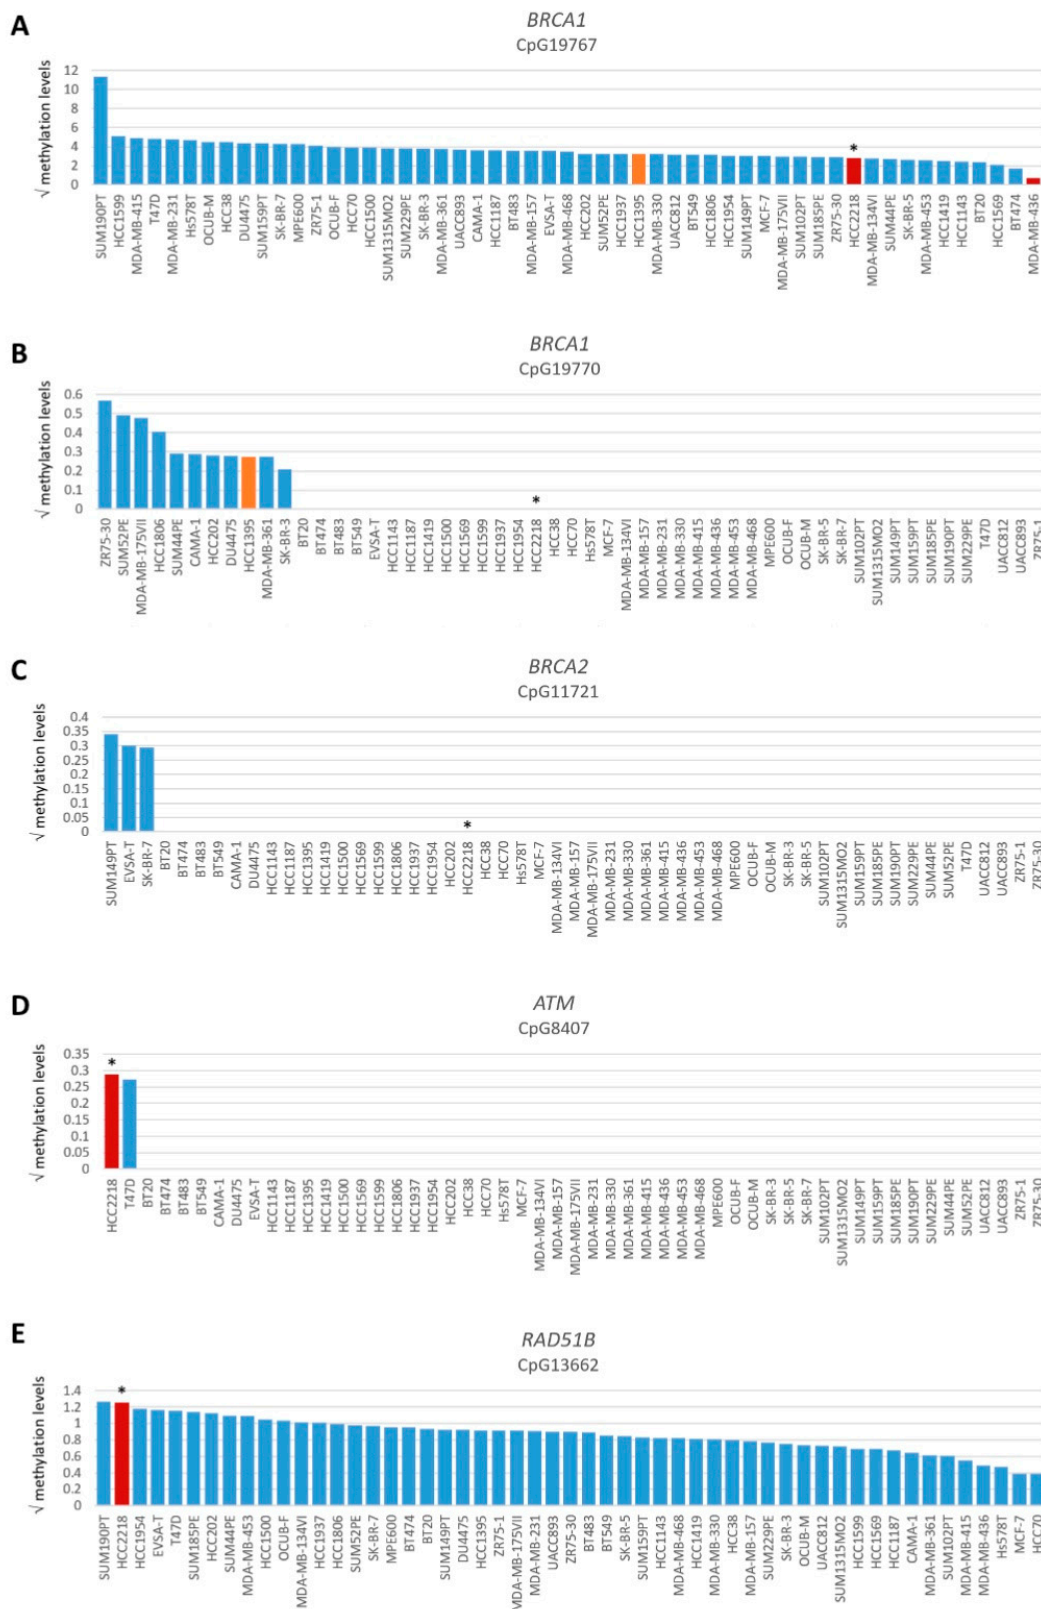 A
BRCA1
CpG19767
√ methylation levels
12
10
8
6
4
2
0
*
SUM190PT HCC1599 MDA-MB-415 T47D MDA-MB-231 Hs578T OCUB-M HCC38 DU4475 SUM159PT SK-BR-7 MPE600 ZR75-1 OCUB-F HCC70 HCC1500 SUM1315MO2 SUM229PE SK-BR-3 MDA-MB-361 UACC893 CAMA-1 HCC1187 BT483 MDA-MB-157 EVSA-T MDA-MB-468 HCC202 SUM52PE HCC1937 HCC1395 MDA-MB-330 UACC812 BT549 HCC1806 HCC1954 SUM149PT MCF-7 MDA-MB-175VII SUM102PT SUM185PE ZR75-30 HCC2218 MDA-MB-134VI SUM44PE SK-BR-5 MDA-MB-453 HCC1419 HCC1143 BT20 HCC1569 BT474 MDA-MB-436
B
BRCA1
CpG19770
√ methylation levels
0.6
0.5
0.4
0.3
0.2
0.1
0
*
ZR75-30 SUM52PE MDA-MB-175VII HCC1806 SUM44PE CAMA-1 HCC202 DU4475 HCC1395 MDA-MB-361 SK-BR-3 BT20 BT474 BT483 BT549 EVSA-T HCC1143 HCC1187 HCC1419 HCC1500 HCC1569 HCC1599 HCC1937 HCC1954 HCC2218 HCC38 HCC70 Hs578T MCF-7 MDA-MB-134VI MDA-MB-157 MDA-MB-231 MDA-MB-330 MDA-MB-415 MDA-MB-436 MDA-MB-453 MDA-MB-468 MPE600 OCUB-F OCUB-M SK-BR-5 SK-BR-7 SUM102PT SUM1315MO2 SUM149PT SUM159PT SUM185PE SUM190PT SUM229PE T47D UACC812 UACC893 ZR75-1
C
BRCA2
CpG11721
√ methylation levels
0.4
0.35
0.3
0.25
0.2
0.15
0.1
0.05
0
*
SUM149PT EVSA-T SK-BR-7 BT20 BT474 BT483 BT549 CAMA-1 DU4475 HCC1143 HCC1187 HCC1395 HCC1419 HCC1500 HCC1569 HCC1599 HCC1806 HCC1937 HCC1954 HCC202 HCC2218 HCC38 HCC70 Hs578T MCF-7 MDA-MB-134VI MDA-MB-157 MDA-MB-175VII MDA-MB-231 MDA-MB-330 MDA-MB-361 MDA-MB-415 MDA-MB-436 MDA-MB-453 MDA-MB-468 MPE600 OCUB-F OCUB-M SK-BR-3 SK-BR-5 SUM102PT SUM1315MO2 SUM159PT SUM185PE SUM190PT SUM229PE SUM44PE SUM52PE T47D UACC812 UACC893 ZR75-1 ZR75-30
D
ATM
CpG8407
√ methylation levels
0.35
0.3
0.25
0.2
0.15
0.1
0.05
0
*
HCC2218 T47D BT20 BT474 BT483 BT549 CAMA-1 DU4475 EVSA-T HCC1143 HCC1187 HCC1395 HCC1419 HCC1500 HCC1569 HCC1599 HCC1806 HCC1937 HCC1954 HCC202 HCC38 HCC70 Hs578T MCF-7 MDA-MB-134VI MDA-MB-157 MDA-MB-175VII MDA-MB-231 MDA-MB-330 MDA-MB-361 MDA-MB-415 MDA-MB-436 MDA-MB-453 MDA-MB-468 MPE600 OCUB-F OCUB-M SK-BR-3 SK-BR-5 SK-BR-7 SUM102PT SUM1315MO2 SUM149PT SUM159PT SUM185PE SUM190PT SUM229PE SUM44PE SUM52PE UACC812 UACC893 ZR75-1 ZR75-30
E
RAD51B
CpG13662
√ methylation levels
1.4
1.2
1
0.8
0.6
0.4
0.2
0
*
SUM190PT HCC2218 HCC1954 EVSA-T T47D SUM185PE HCC202 SUM44PE MDA-MB-453 HCC1500 OCUB-F MDA-MB-134VI HCC1937 HCC1806 SUM52PE SK-BR-7 MPE600 BT474 BT20 SUM149PT DU4475 HCC1395 ZR75-1 MDA-MB-175VII MDA-MB-231 UACC893 ZR75-30 BT483 BT549 SK-BR-5 SUM159PT HCC1143 MDA-MB-468 HCC1419 MDA-MB-330 HCC38 MDA-MB-157 SUM229PE SK-BR-3 OCUB-M UACC812 SUM1315MO2 HCC1599 HCC1569 HCC1187 CAMA-1 MDA-MB-361 SUM102PT MDA-MB-415 MDA-MB-436 Hs578T MCF-7 HCC70